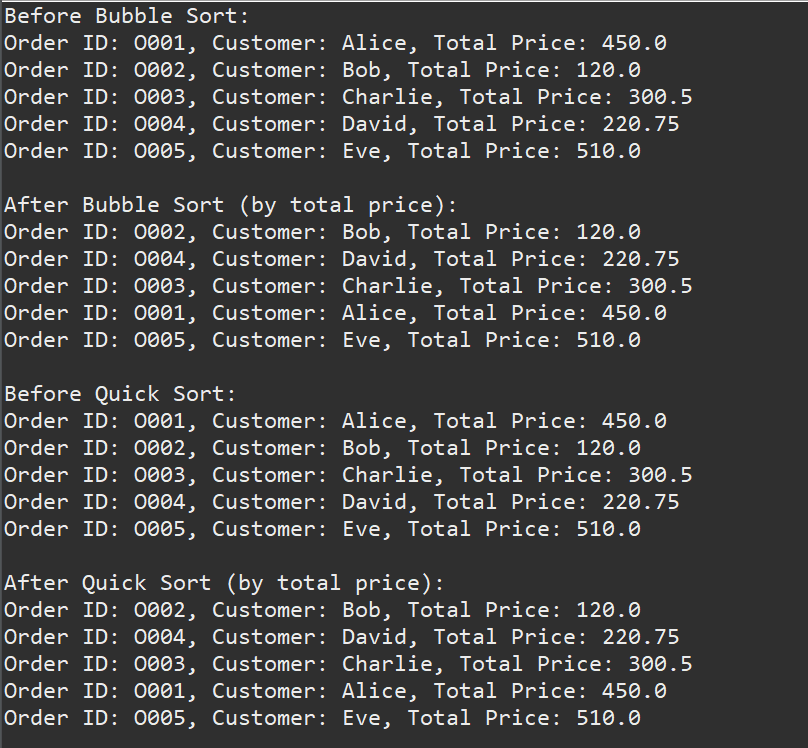 Before Bubble Sort:
Order ID: O001, Customer: Alice, Total Price: 450.0
Order ID: O002, Customer: Bob, Total Price: 120.0
Order ID: O003, Customer: Charlie, Total Price: 300.5
Order ID: O004, Customer: David, Total Price: 220.75
Order ID: O005, Customer: Eve, Total Price: 510.0

After Bubble Sort (by total price):
Order ID: O002, Customer: Bob, Total Price: 120.0
Order ID: O004, Customer: David, Total Price: 220.75
Order ID: O003, Customer: Charlie, Total Price: 300.5
Order ID: O001, Customer: Alice, Total Price: 450.0
Order ID: O005, Customer: Eve, Total Price: 510.0

Before Quick Sort:
Order ID: O001, Customer: Alice, Total Price: 450.0
Order ID: O002, Customer: Bob, Total Price: 120.0
Order ID: O003, Customer: Charlie, Total Price: 300.5
Order ID: O004, Customer: David, Total Price: 220.75
Order ID: O005, Customer: Eve, Total Price: 510.0

After Quick Sort (by total price):
Order ID: O002, Customer: Bob, Total Price: 120.0
Order ID: O004, Customer: David, Total Price: 220.75
Order ID: O003, Customer: Charlie, Total Price: 300.5
Order ID: O001, Customer: Alice, Total Price: 450.0
Order ID: O005, Customer: Eve, Total Price: 510.0